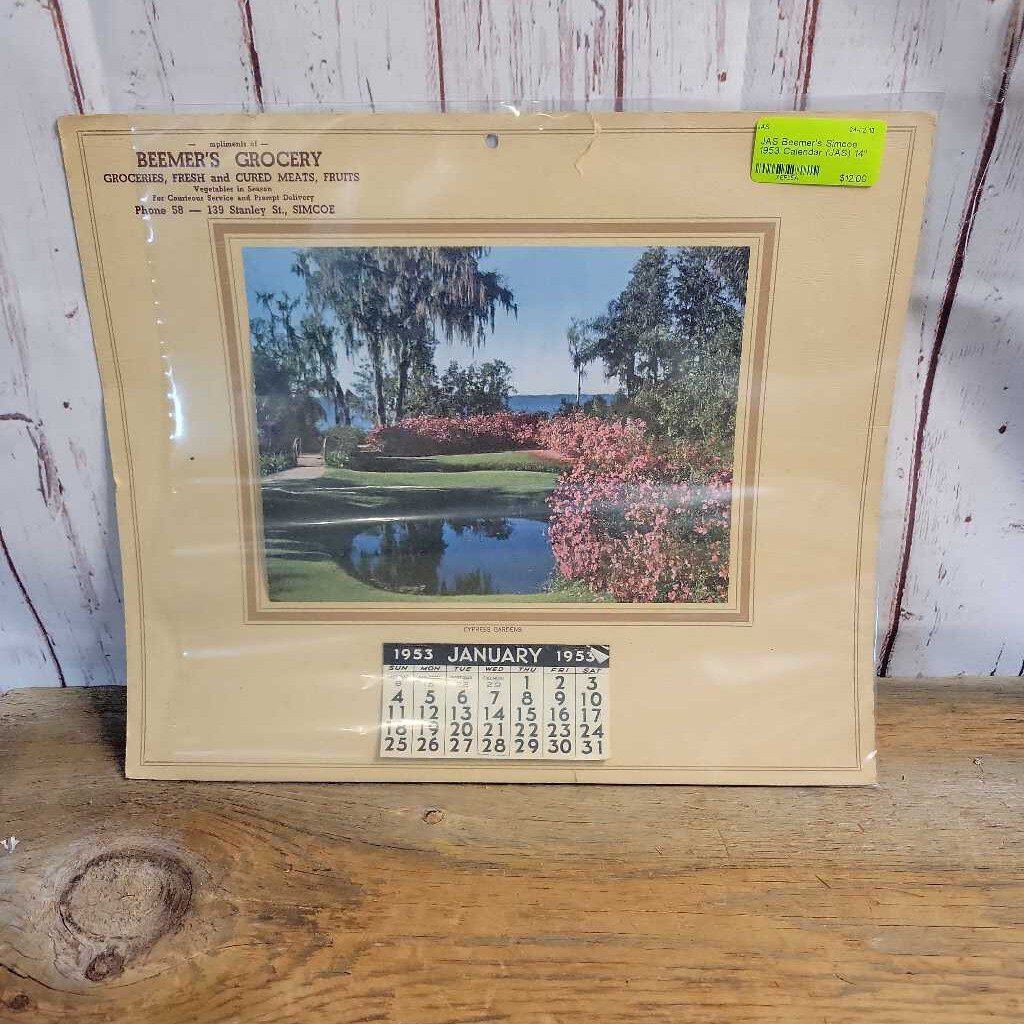 — mpliments of —
BEEMER'S GROCERY
GROCERIES, FRESH and CURED MEATS, FRUITS
Vegetables in Season
For Courteous Service and Prompt Delivery
Phone 58 — 139 Stanley St., SIMCOE
JAS
JAS Beemer's Simcoe
1953 Calendar (JAS) 14"
$12.00
CYPRESS GARDENS
1953 JANUARY 1953
SUN MON TUE WED THU FRI SAT
1 2 3
4 5 6 7 8 9 10
11 12 13 14 15 16 17
18 19 20 21 22 23 24
25 26 27 28 29 30 31